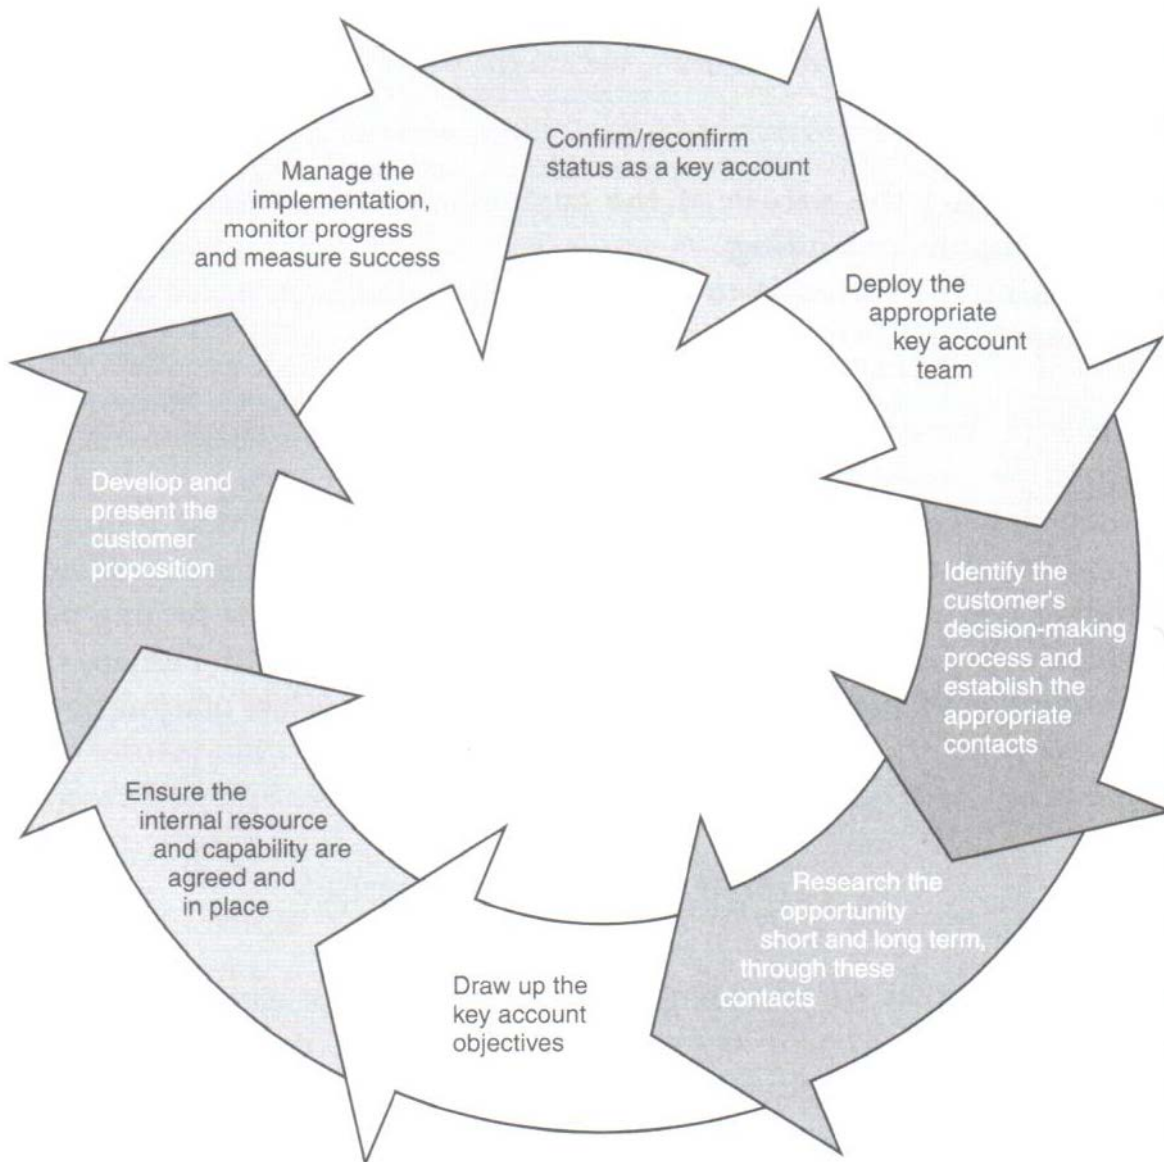 Confirm/reconfirm
status as a key account
Deploy the
appropriate
key account
team
Identify the
customer's
decision-making
process and
establish the
appropriate
contacts
Research the
opportunity
short and long term,
through these
contacts
Draw up the
key account
objectives
Ensure the
internal resource
and capability are
agreed and
in place
Develop and
present the
customer
proposition
Manage the
implementation,
monitor progress
and measure success